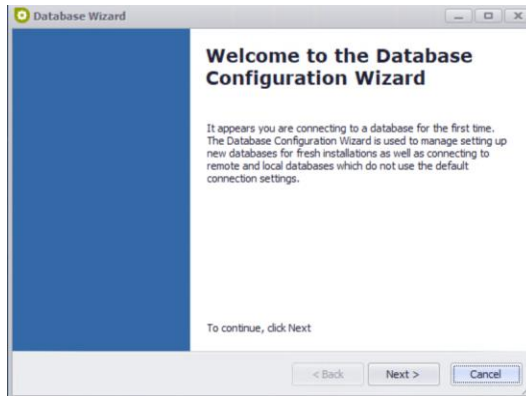 Database Wizard
Welcome to the Database
Configuration Wizard
It appears you are connecting to a database for the first time.
The Database Configuration Wizard is used to manage setting up
new databases for fresh installations as well as connecting to
remote and local databases which do not use the default
connection settings.
To continue, click Next
< Back Next > Cancel